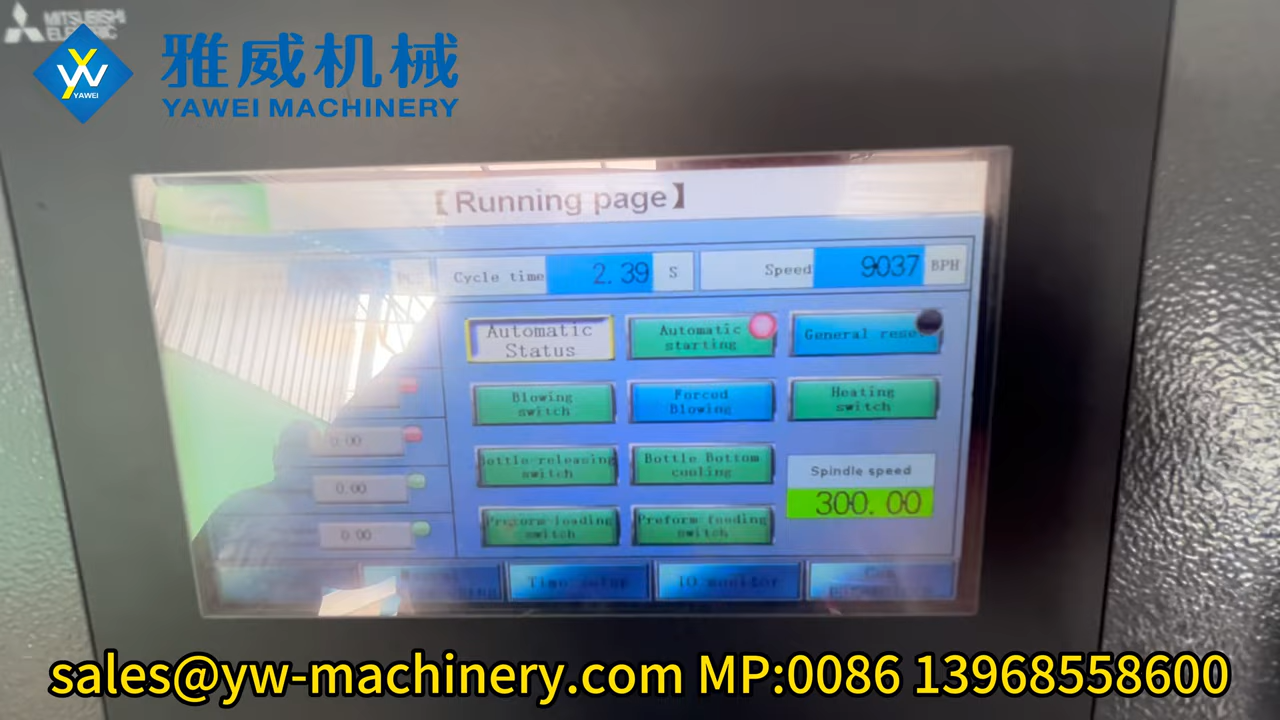 MITSUBISHI
ELECTRIC
雅威机械
YAWEI MACHINERY
YW
YAWEI
【Running page】
Cycle time 2.39 S
Speed 9037 BPH
Automatic
Status
Automatic
starting
General reset
Blowing
switch
Forced
Blowing
Heating
switch
Bottle releasing
switch
Bottle Bottom
cooling
Spindle speed
300.00
Preform loading
switch
Preform feeding
switch
0.00
0.00
0.00
Time setup
IO monitor
sales@yw-machinery.com MP:0086 13968558600